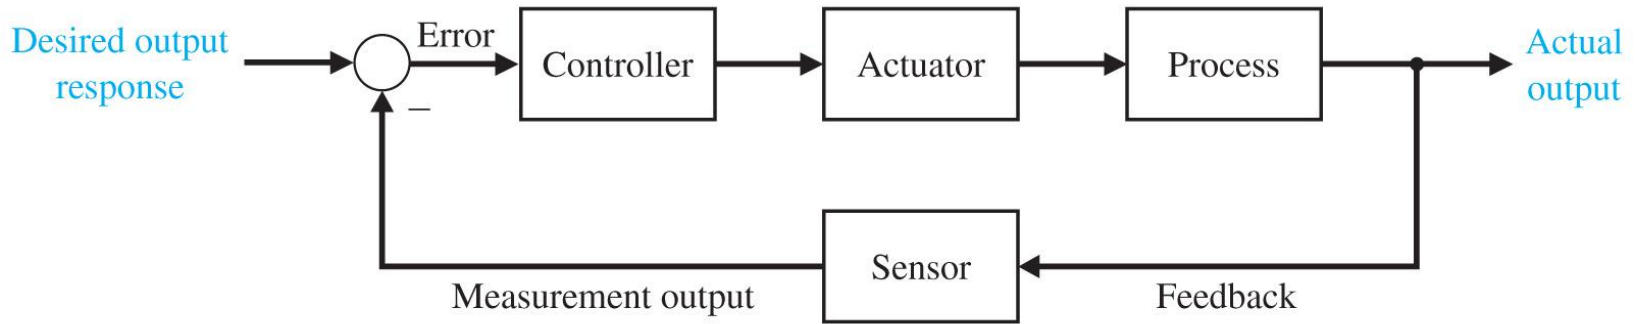 Desired output
response
Error
Controller
Actuator
Process
Actual
output
−
Sensor
Measurement output
Feedback